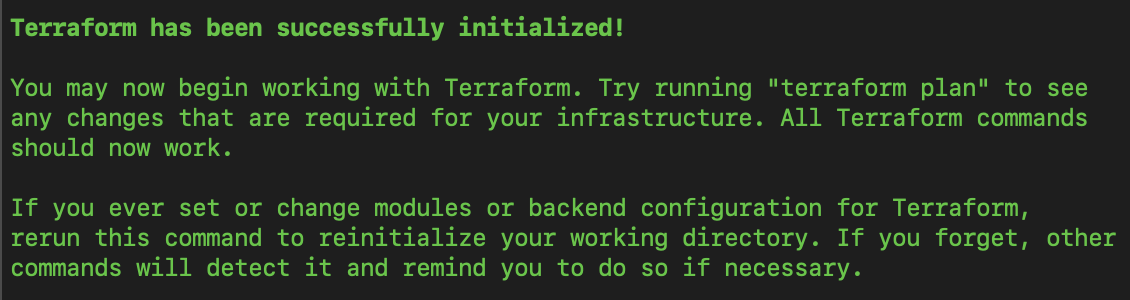 Terraform has been successfully initialized!
You may now begin working with Terraform. Try running "terraform plan" to see
any changes that are required for your infrastructure. All Terraform commands
should now work.
If you ever set or change modules or backend configuration for Terraform,
rerun this command to reinitialize your working directory. If you forget, other
commands will detect it and remind you to do so if necessary.